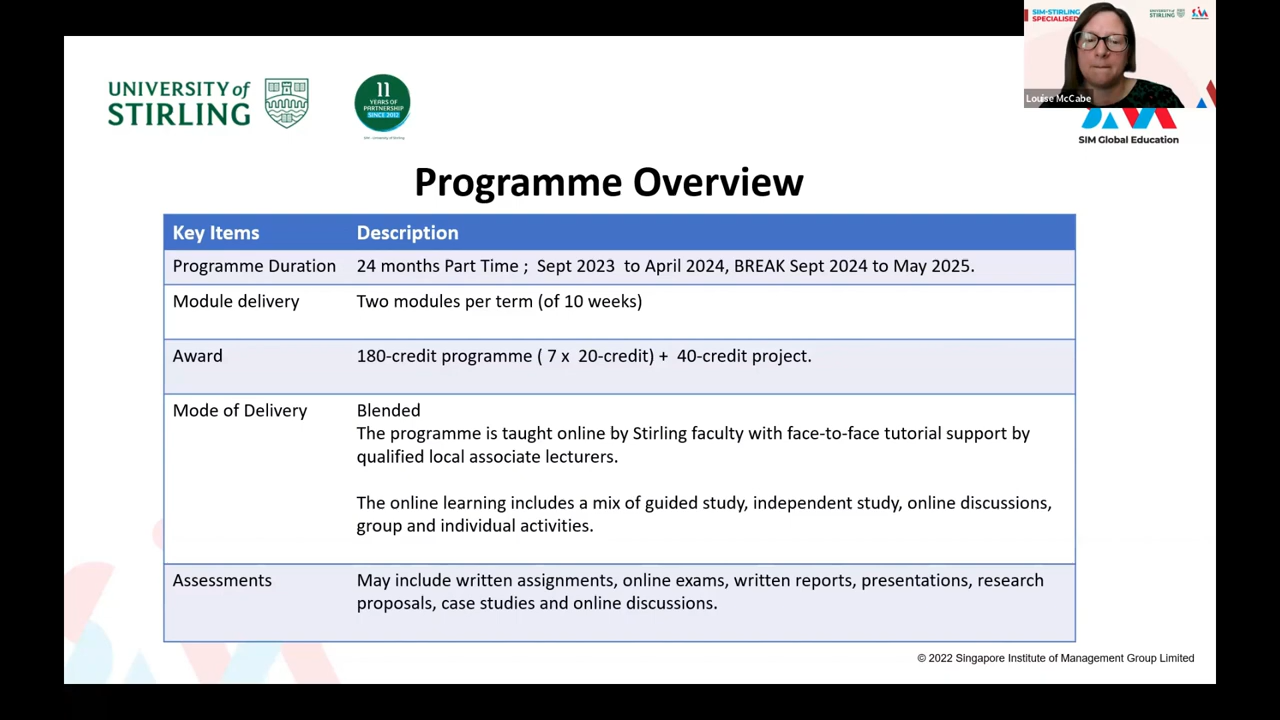 SIM-STIRLING
SPECIALISED
UNIVERSITY of
STIRLING
Louise McCabe
UNIVERSITY of
STIRLING
11
YEARS OF
PARTNERSHIP
SINCE 2012
SIM Global Education
Programme Overview
Key Items Description
Programme Duration 24 months Part Time ; Sept 2023 to April 2024, BREAK Sept 2024 to May 2025.
Module delivery Two modules per term (of 10 weeks)
Award 180-credit programme ( 7 x 20-credit) + 40-credit project.
Mode of Delivery Blended
The programme is taught online by Stirling faculty with face-to-face tutorial support by
qualified local associate lecturers.
The online learning includes a mix of guided study, independent study, online discussions,
group and individual activities.
Assessments May include written assignments, online exams, written reports, presentations, research
proposals, case studies and online discussions.
© 2022 Singapore Institute of Management Group Limited